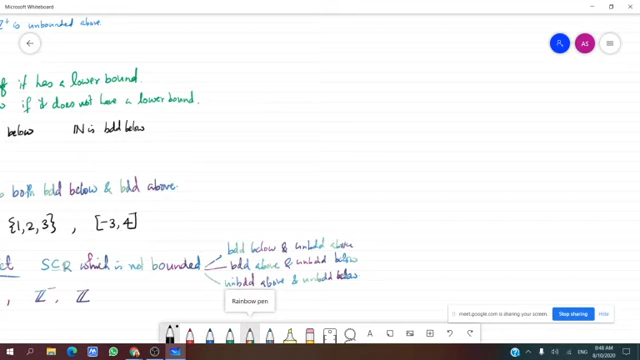 Microsoft Whiteboard
Z⁺ is unbounded above.
AS
if it has a lower bound.
if it does not have a lower bound.
below IN is bdd below
both bdd below & bdd above.
{1,2,3} , [-3,4]
bdd below & unbdd above
S⊆R which is not bounded bdd above & unbdd below
unbdd above & unbdd below
, ℤ⁻, ℤ
Rainbow pen
meet.google.com is sharing your screen. Stop sharing Hide
ENG 8:48 AM
8/10/2020